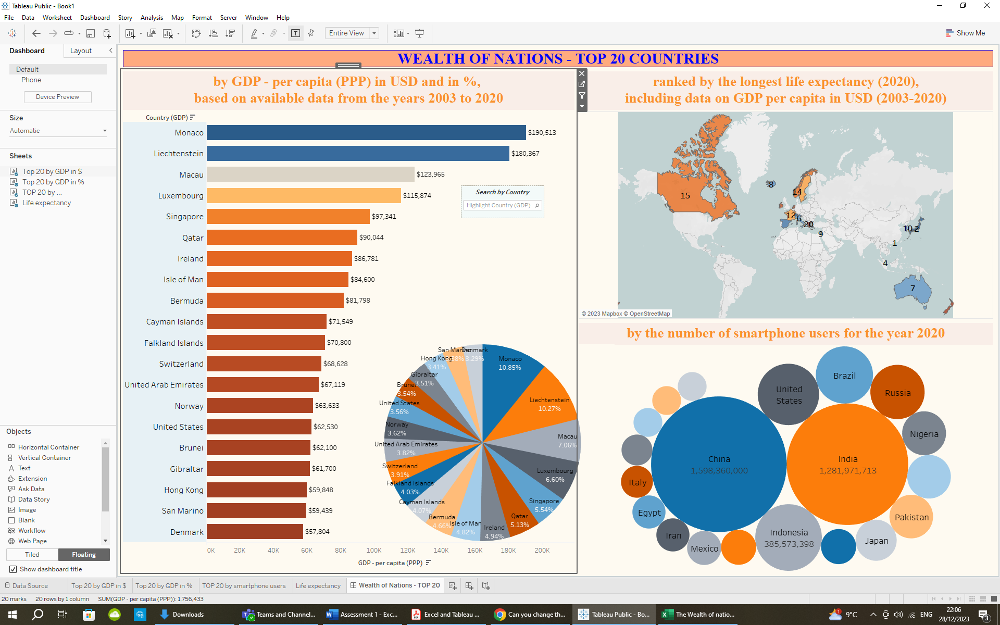 Tableau Public - Book1
File Data Worksheet Dashboard Story Analysis Map Format Server Window Help
Entire View
Show Me
Dashboard Layout
Default
Phone
Device Preview
Size
Automatic
Sheets
Top 20 by GDP in $
Top 20 by GDP in %
TOP 20 by ...
Life expectancy
Objects
Horizontal Container
Vertical Container
Text
Extension
Ask Data
Data Story
Image
Blank
Workflow
Web Page
Tiled Floating
Show dashboard title
WEALTH OF NATIONS - TOP 20 COUNTRIES
by GDP - per capita (PPP) in USD and in %,
based on available data from the years 2003 to 2020
Country (GDP)
Monaco $190,513
Liechtenstein $180,367
Macau $123,965
Luxembourg $115,874
Singapore $97,341
Qatar $90,044
Ireland $86,781
Isle of Man $84,600
Bermuda $81,798
Cayman Islands $71,549
Falkland Islands $70,800
Switzerland $68,628
United Arab Emirates $67,119
Norway $63,633
United States $62,530
Brunei $62,100
Gibraltar $61,700
Hong Kong $59,848
San Marino $59,439
Denmark $57,804
0K 20K 40K 60K 80K 100K 120K 140K 160K 180K 200K
GDP - per capita (PPP)
Search by Country
Highlight Country (GDP)
Monaco
10.85%
Liechtenstein
10.27%
Macau
7.06%
Luxembourg
6.60%
Singapore
5.54%
Qatar
5.13%
Ireland
4.94%
Isle of Man
4.82%
Bermuda
4.66%
Cayman Islands
4.07%
Falkland Islands
4.03%
Switzerland
3.91%
United Arab Emirates
3.82%
Norway
3.62%
United States
3.56%
Brunei
3.54%
Gibraltar
3.51%
Hong Kong
3.41%
San Marino
3.38%
Denmark
3.29%
ranked by the longest life expectancy (2020),
including data on GDP per capita in USD (2003-2020)
15
8
14
12
6
20
9
10
2
1
4
7
© 2023 Mapbox © OpenStreetMap
by the number of smartphone users for the year 2020
Brazil
United
States
Russia
Nigeria
China
1,598,360,000
India
1,281,971,713
Italy
Egypt
Pakistan
Iran
Indonesia
385,573,398
Japan
Mexico
Data Source Top 20 by GDP in $ Top 20 by GDP in % TOP 20 by smartphone users Life expectancy Wealth of Nations - TOP 20
20 marks 20 rows by 1 column SUM(GDP - per capita (PPP)): 1,756,433
Downloads Teams and Channel... Assessment 1 - Exc... Excel and Tableau ... Can you change th... Tableau Public - Bo... The Wealth of natio...
1
9°C
ENG
22:06
28/12/2023
3